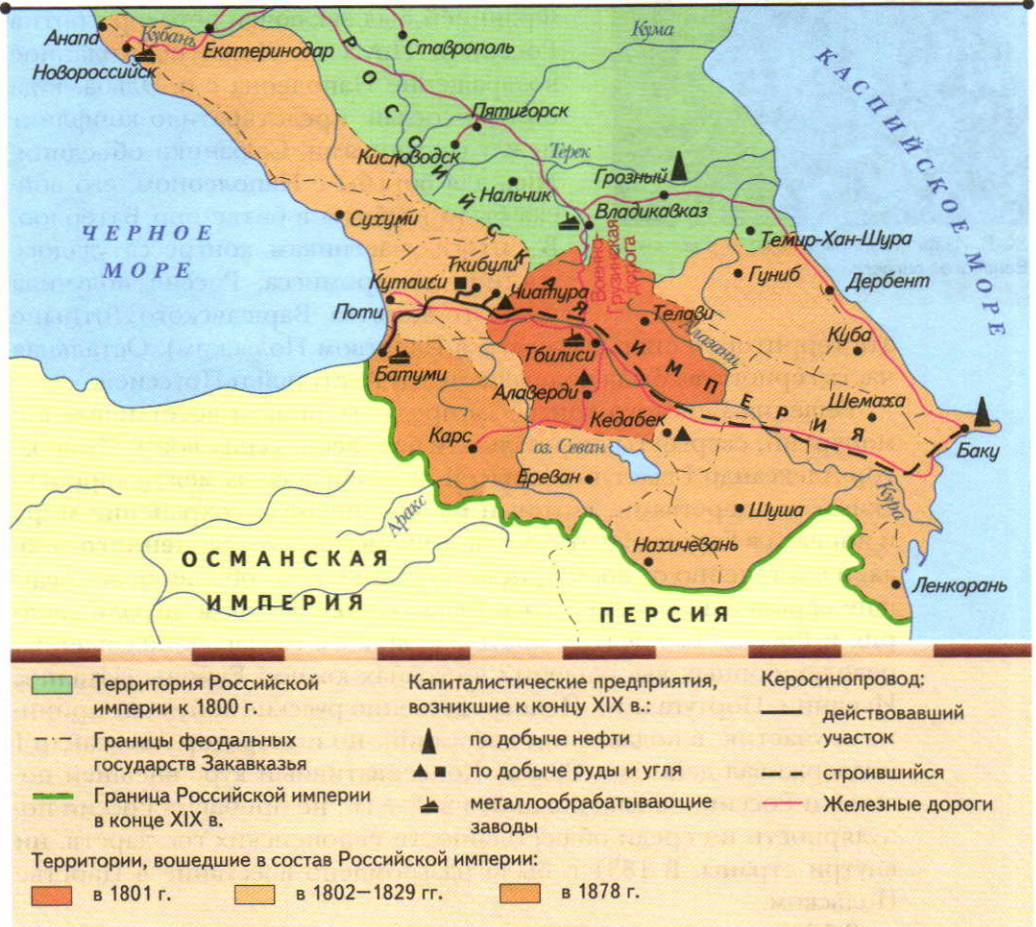 Анапа
Кубань
Екатеринодар
Новороссийск
Ставрополь
Кума
КАСПИЙСКОЕ МОРЕ
РОССИЙСКАЯ ИМПЕРИЯ
Пятигорск
Кисловодск
Терек
Нальчик
Грозный
Владикавказ
Сухуми
Темир-Хан-Шура
ЧЕРНОЕ
МОРЕ
Военно-
Грузинская
дорога
Ткибули
Гуниб
Кутаиси
Чиатура
Дербент
Поти
Телави
Алазани
Куба
Тбилиси
Батуми
Алаверди
Кедабек
Шемаха
Карс
оз. Севан
Баку
Ереван
Аракс
Шуша
Кура
Нахичевань
ОСМАНСКАЯ
ИМПЕРИЯ
ПЕРСИЯ
Ленкорань
Территория Российской
империи к 1800 г.
Границы феодальных
государств Закавказья
Граница Российской империи
в конце XIX в.
Капиталистические предприятия,
возникшие к концу XIX в.:
по добыче нефти
по добыче руды и угля
металлообрабатывающие
заводы
Керосинопровод:
действовавший
участок
строившийся
Железные дороги
Территории, вошедшие в состав Российской империи:
в 1801 г.
в 1802—1829 гг.
в 1878 г.